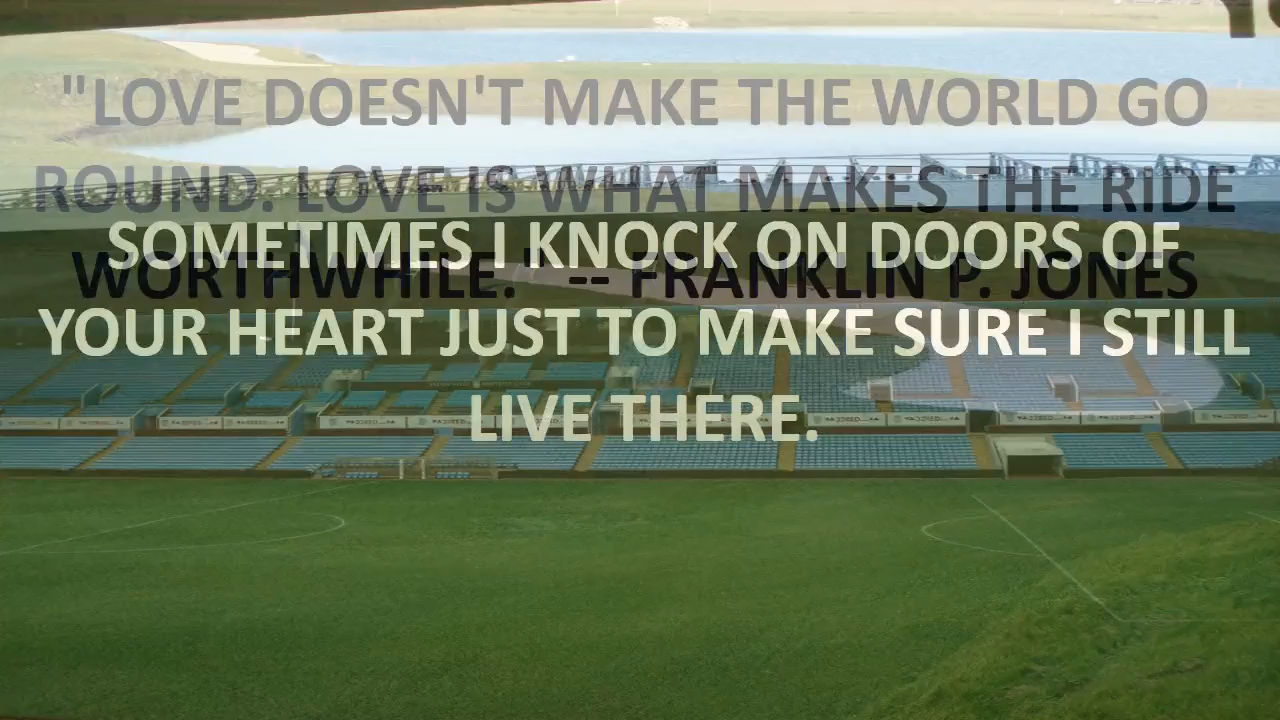 "LOVE DOESN'T MAKE THE WORLD GO
ROUND. LOVE IS WHAT MAKES THE RIDE
WORTHWHILE." -- FRANKLIN P. JONES
SOMETIMES I KNOCK ON DOORS OF
YOUR HEART JUST TO MAKE SURE I STILL
LIVE THERE.